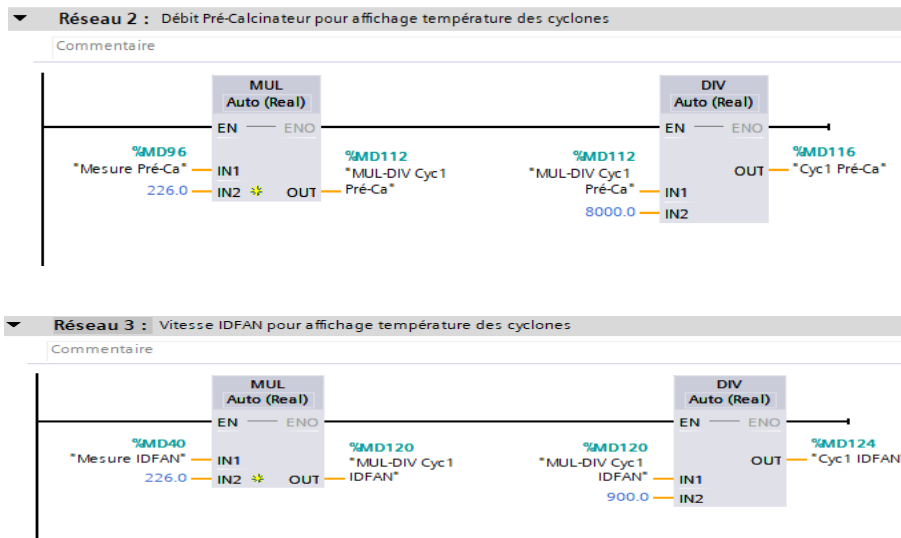 Réseau 2 : Débit Pré-Calcinateur pour affichage température des cyclones
Commentaire
MUL
Auto (Real)
EN ENO
%MD96
"Mesure Pré-Ca" IN1
226.0 IN2 OUT
%MD112
"MUL-DIV Cyc1
Pré-Ca"
DIV
Auto (Real)
EN ENO
%MD112
"MUL-DIV Cyc1
Pré-Ca" IN1
8000.0 IN2
OUT
%MD116
"Cyc1 Pré-Ca"
Réseau 3 : Vitesse IDFAN pour affichage température des cyclones
Commentaire
MUL
Auto (Real)
EN ENO
%MD40
"Mesure IDFAN" IN1
226.0 IN2 OUT
%MD120
"MUL-DIV Cyc1
IDFAN"
DIV
Auto (Real)
EN ENO
%MD120
"MUL-DIV Cyc1
IDFAN" IN1
900.0 IN2
OUT
%MD124
"Cyc1 IDFAN